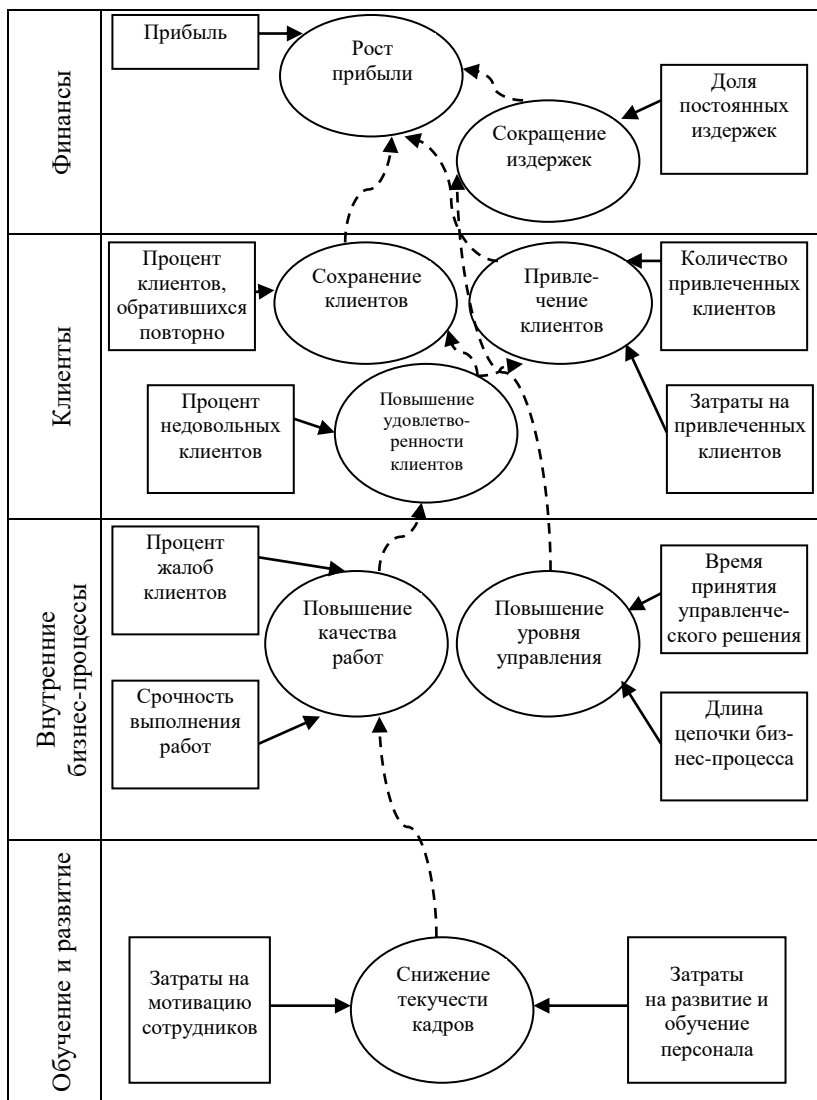 Финансы
Прибыль
Рост
прибыли
Сокращение
издержек
Доля
постоянных
издержек
Клиенты
Процент
клиентов,
обратившихся
повторно
Сохранение
клиентов
Привле-
чение
клиентов
Количество
привлеченных
клиентов
Процент
недовольных
клиентов
Повышение
удовлетво-
ренности
клиентов
Затраты на
привлеченных
клиентов
Внутренние
бизнес-процессы
Процент
жалоб
клиентов
Повышение
качества
работ
Повышение
уровня
управления
Время
принятия
управленче-
ского решения
Срочность
выполнения
работ
Длина
цепочки биз-
нес-процесса
Обучение и развитие
Затраты на
мотивацию
сотрудников
Снижение
текучести
кадров
Затраты
на развитие и
обучение
персонала